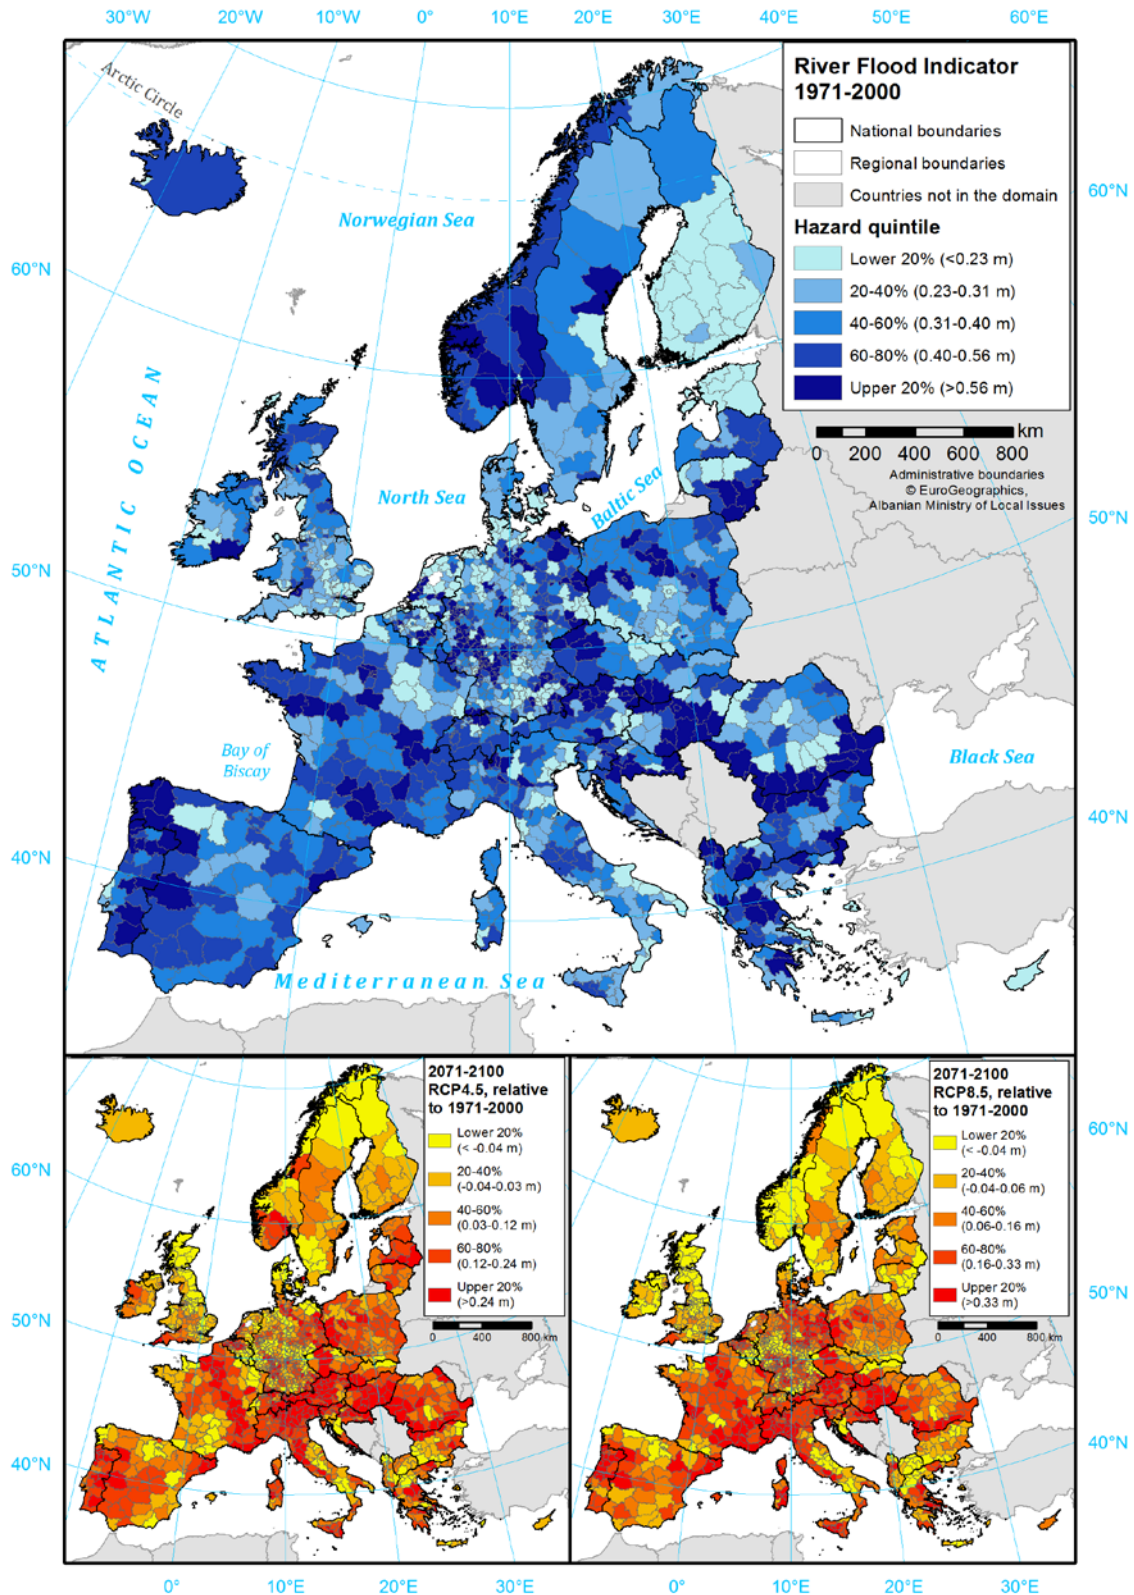 30°W 20°W 10°W 0° 10°E 20°E 30°E 40°E 50°E 60°E
River Flood Indicator
1971-2000
National boundaries
Regional boundaries
Countries not in the domain
Hazard quintile
Lower 20% (<0.23 m)
20-40% (0.23-0.31 m)
40-60% (0.31-0.40 m)
60-80% (0.40-0.56 m)
Upper 20% (>0.56 m)
km
0 200 400 600 800
Administrative boundaries
© EuroGeographics,
Albanian Ministry of Local Issues
Arctic Circle
Norwegian Sea
60°N
60°N
ATLANTIC OCEAN
North Sea
Baltic Sea
50°N
50°N
Bay of
Biscay
Black Sea
40°N
40°N
Mediterranean Sea
2071-2100
RCP4.5, relative
to 1971-2000
Lower 20%
(< -0.04 m)
20-40%
(-0.04-0.03 m)
40-60%
(0.03-0.12 m)
60-80%
(0.12-0.24 m)
Upper 20%
(>0.24 m)
0 400 800 km
2071-2100
RCP8.5, relative
to 1971-2000
Lower 20%
(< -0.04 m)
20-40%
(-0.04-0.06 m)
40-60%
(0.06-0.16 m)
60-80%
(0.16-0.33 m)
Upper 20%
(>0.33 m)
0 400 800 km
60°N
60°N
50°N
50°N
40°N
40°N
0° 10°E 20°E 30°E 0° 10°E 20°E 30°E